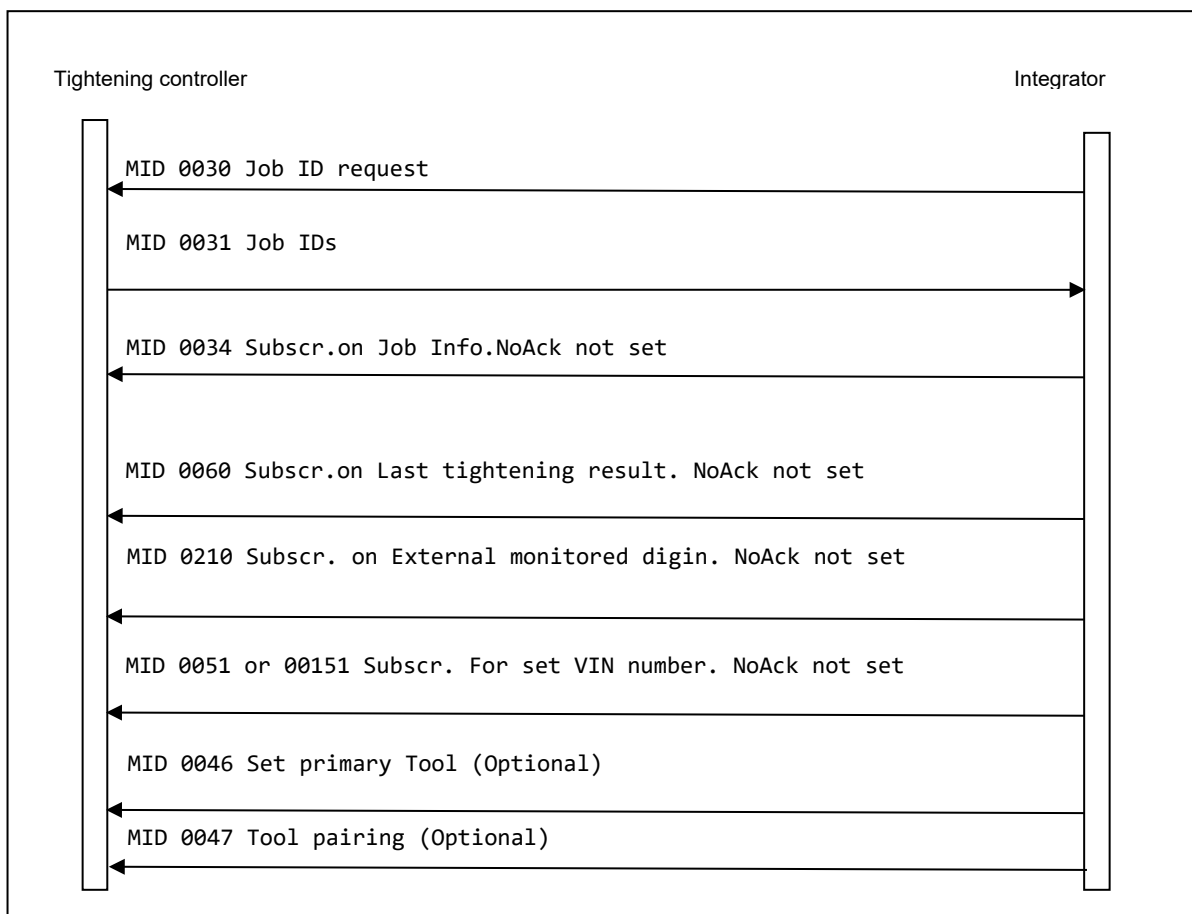 Tightening controller
Integrator
MID 0030 Job ID request
MID 0031 Job IDs
MID 0034 Subscr.on Job Info.NoAck not set
MID 0060 Subscr.on Last tightening result. NoAck not set
MID 0210 Subscr. on External monitored digin. NoAck not set
MID 0051 or 00151 Subscr. For set VIN number. NoAck not set
MID 0046 Set primary Tool (Optional)
MID 0047 Tool pairing (Optional)